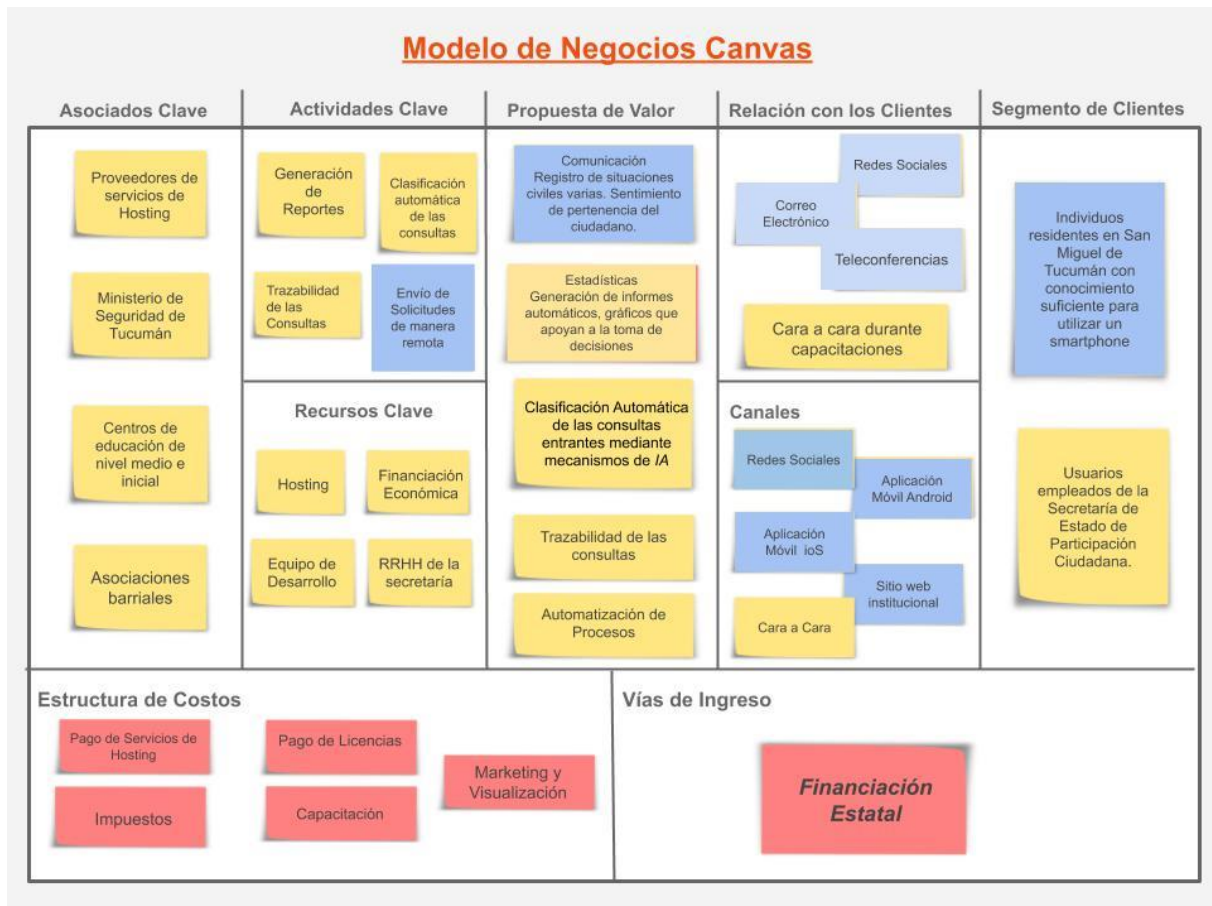 Modelo de Negocios Canvas
Asociados Clave
Proveedores de
servicios de
Hosting
Ministerio de
Seguridad de
Tucumán
Centros de
educación de
nivel medio e
inicial
Asociaciones
barriales
Actividades Clave
Generación
de
Reportes
Clasificación
automática
de las
consultas
Trazabilidad
de las
Consultas
Envío de
Solicitudes
de manera
remota
Recursos Clave
Hosting
Financiación
Económica
Equipo de
Desarrollo
RRHH de la
secretaría
Propuesta de Valor
Comunicación
Registro de situaciones
civiles varias. Sentimiento
de pertenencia del
ciudadano.
Estadísticas
Generación de informes
automáticos, gráficos que
apoyan a la toma de
decisiones
Clasificación Automática
de las consultas
entrantes mediante
mecanismos de IA
Trazabilidad de las
consultas
Automatización de
Procesos
Relación con los Clientes
Redes Sociales
Correo
Electrónico
Teleconferencias
Cara a cara durante
capacitaciones
Canales
Redes Sociales
Aplicación
Móvil Android
Aplicación
Móvil ioS
Sitio web
institucional
Cara a Cara
Segmento de Clientes
Individuos
residentes en San
Miguel de
Tucumán con
conocimiento
suficiente para
utilizar un
smartphone
Usuarios
empleados de la
Secretaría de
Estado de
Participación
Ciudadana.
Estructura de Costos
Pago de Servicios de
Hosting
Pago de Licencias
Marketing y
Visualización
Impuestos
Capacitación
Vías de Ingreso
Financiación
Estatal